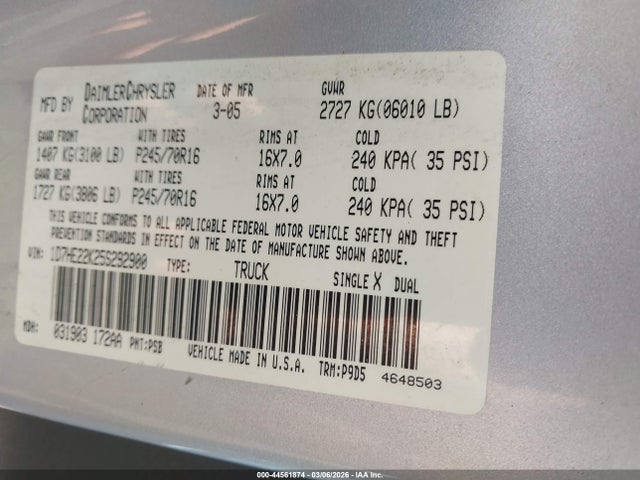 MFD BY DAIMLERCHRYSLER CORPORATION DATE OF MFR 3-05 GVWR 2727 KG(06010 LB)
GAWR FRONT WITH TIRES RIMS AT COLD
1407 KG(3100 LB) P245/70R16 16X7.0 240 KPA( 35 PSI)
GAWR REAR WITH TIRES RIMS AT COLD
1727 KG(3806 LB) P245/70R16 16X7.0 240 KPA( 35 PSI)
THIS VEHICLE CONFORMS TO ALL APPLICABLE FEDERAL MOTOR VEHICLE SAFETY AND THEFT
PREVENTION STANDARDS IN EFFECT ON THE DATE OF MANUFACTURE SHOWN ABOVE.
VIN: 1D7HE22K25S292900 TYPE: TRUCK SINGLE X DUAL
MDH: 031903 172AA PNT:PSB VEHICLE MADE IN U.S.A. TRM:P9D5 4648503
000-44561874 | 03/06/2026 | IAA Inc.